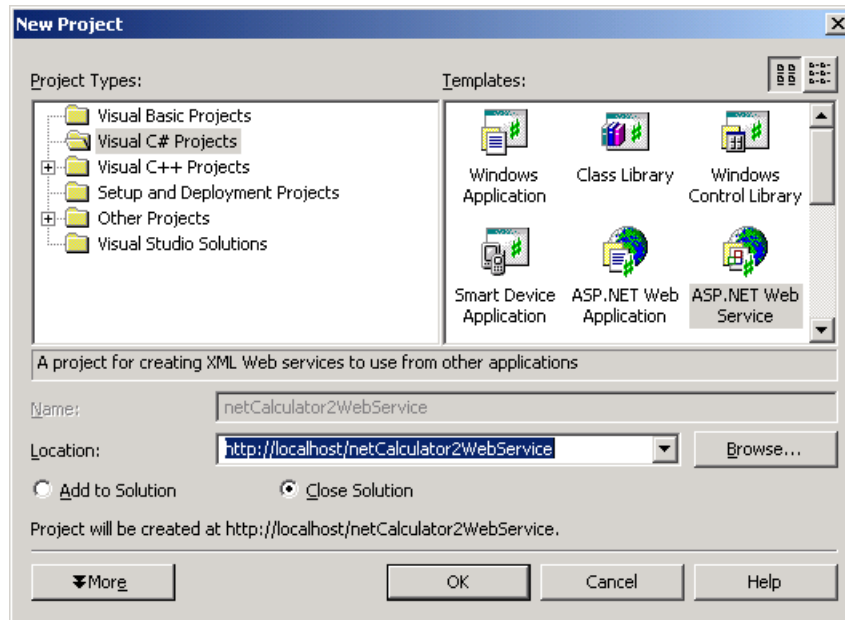 New Project
Project Types:
Templates:
Visual Basic Projects
Visual C# Projects
Visual C++ Projects
Setup and Deployment Projects
Other Projects
Visual Studio Solutions
Windows Application
Class Library
Windows Control Library
Smart Device Application
ASP.NET Web Application
ASP.NET Web Service
A project for creating XML Web services to use from other applications
Name:
netCalculator2WebService
Location:
http://localhost/netCalculator2WebService
Browse...
Add to Solution
Close Solution
Project will be created at http://localhost/netCalculator2WebService.
More
OK
Cancel
Help